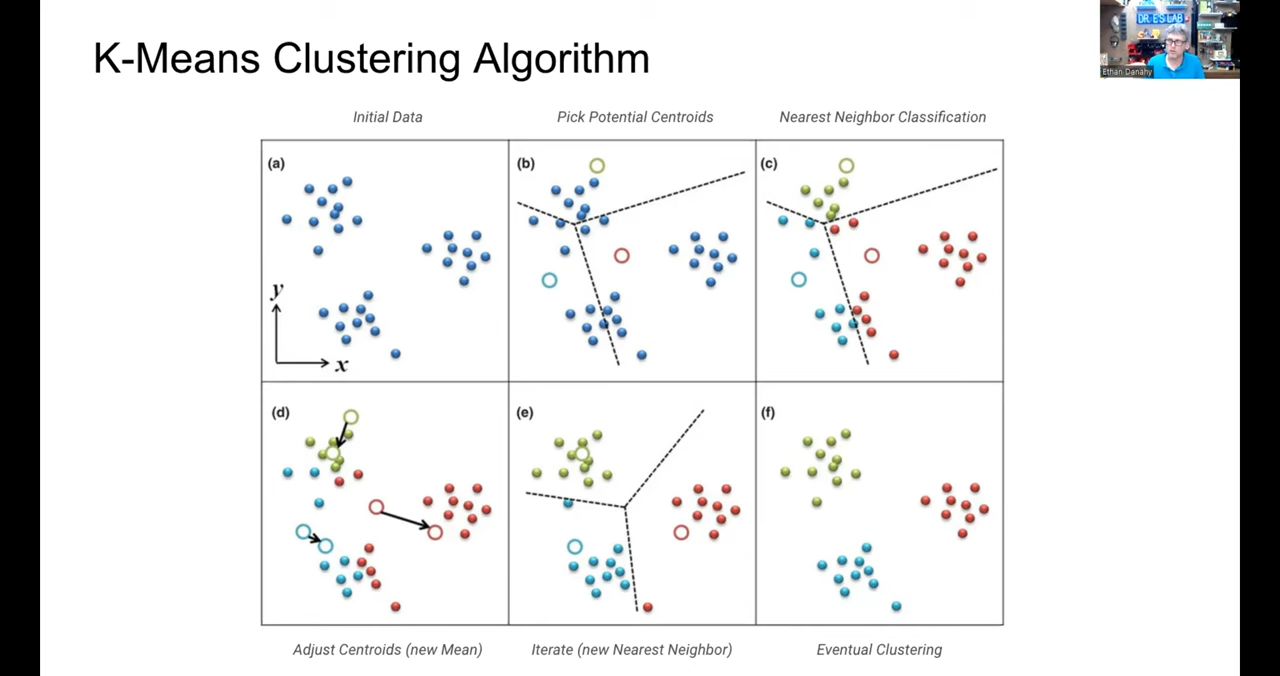 K-Means Clustering Algorithm
DR. E'S LAB
Ethan Danahy
Initial Data
Pick Potential Centroids
Nearest Neighbor Classification
(a)
(b)
(c)
y
x
(d)
(e)
(f)
Adjust Centroids (new Mean)
Iterate (new Nearest Neighbor)
Eventual Clustering